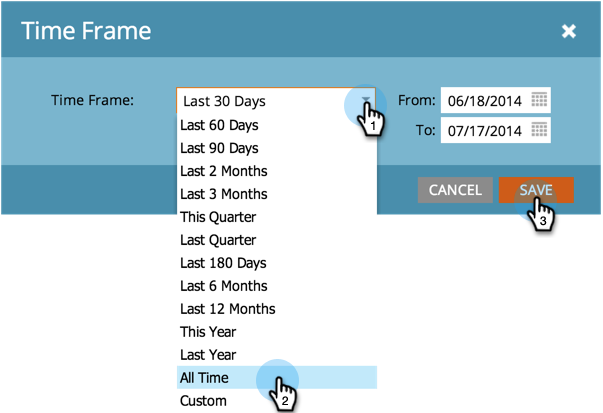 Time Frame
Time Frame: Last 30 Days From: 06/18/2014
1
Last 60 Days To: 07/17/2014
Last 90 Days
Last 2 Months
Last 3 Months CANCEL SAVE
3
This Quarter
Last Quarter
Last 180 Days
Last 6 Months
Last 12 Months
This Year
Last Year
All Time
2
Custom